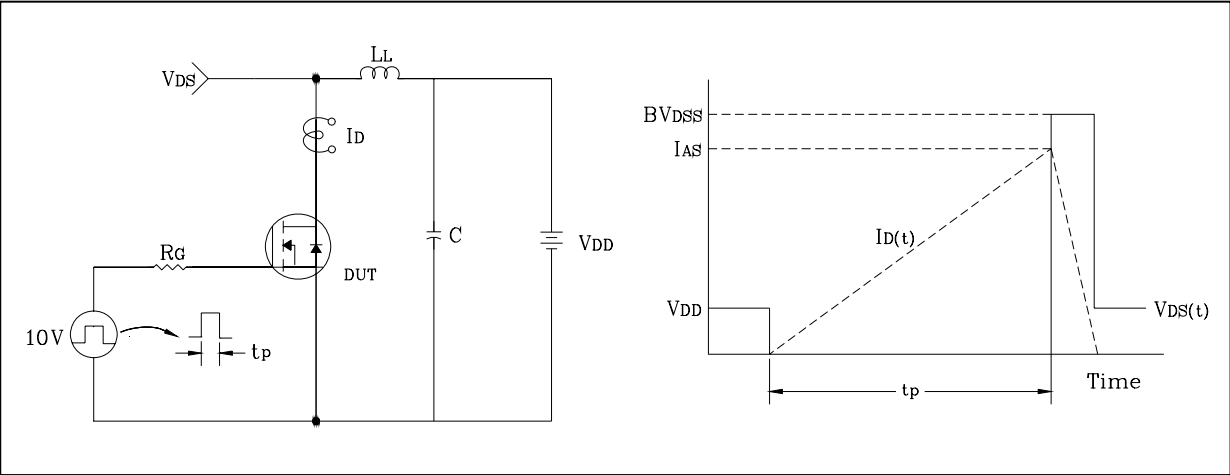 LL
VDS
ID
RG
C
VDD
DUT
10V
tp
BVDSS
IAS
ID(t)
VDD
VDS(t)
Time
tp